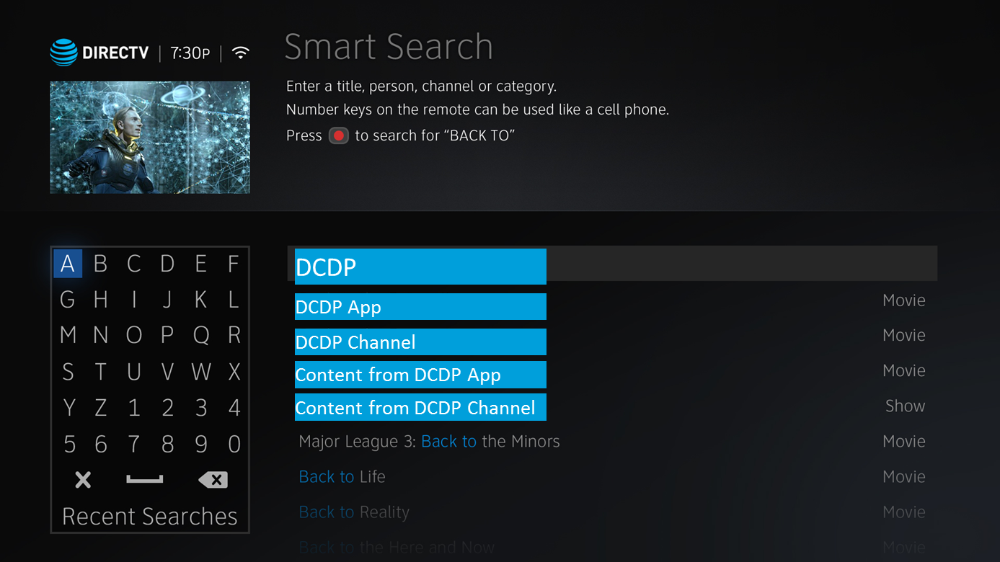 DIRECTV | 7:30P |
Smart Search
Enter a title, person, channel or category.
Number keys on the remote can be used like a cell phone.
Press to search for “BACK TO”
A B C D E F
G H I J K L
M N O P Q R
S T U V W X
Y Z 1 2 3 4
5 6 7 8 9 0
Recent Searches
DCDP
DCDP App Movie
DCDP Channel Movie
Content from DCDP App Movie
Content from DCDP Channel Show
Major League 3: Back to the Minors Movie
Back to Life Movie
Back to Reality Movie
Back to the Here and Now Movie